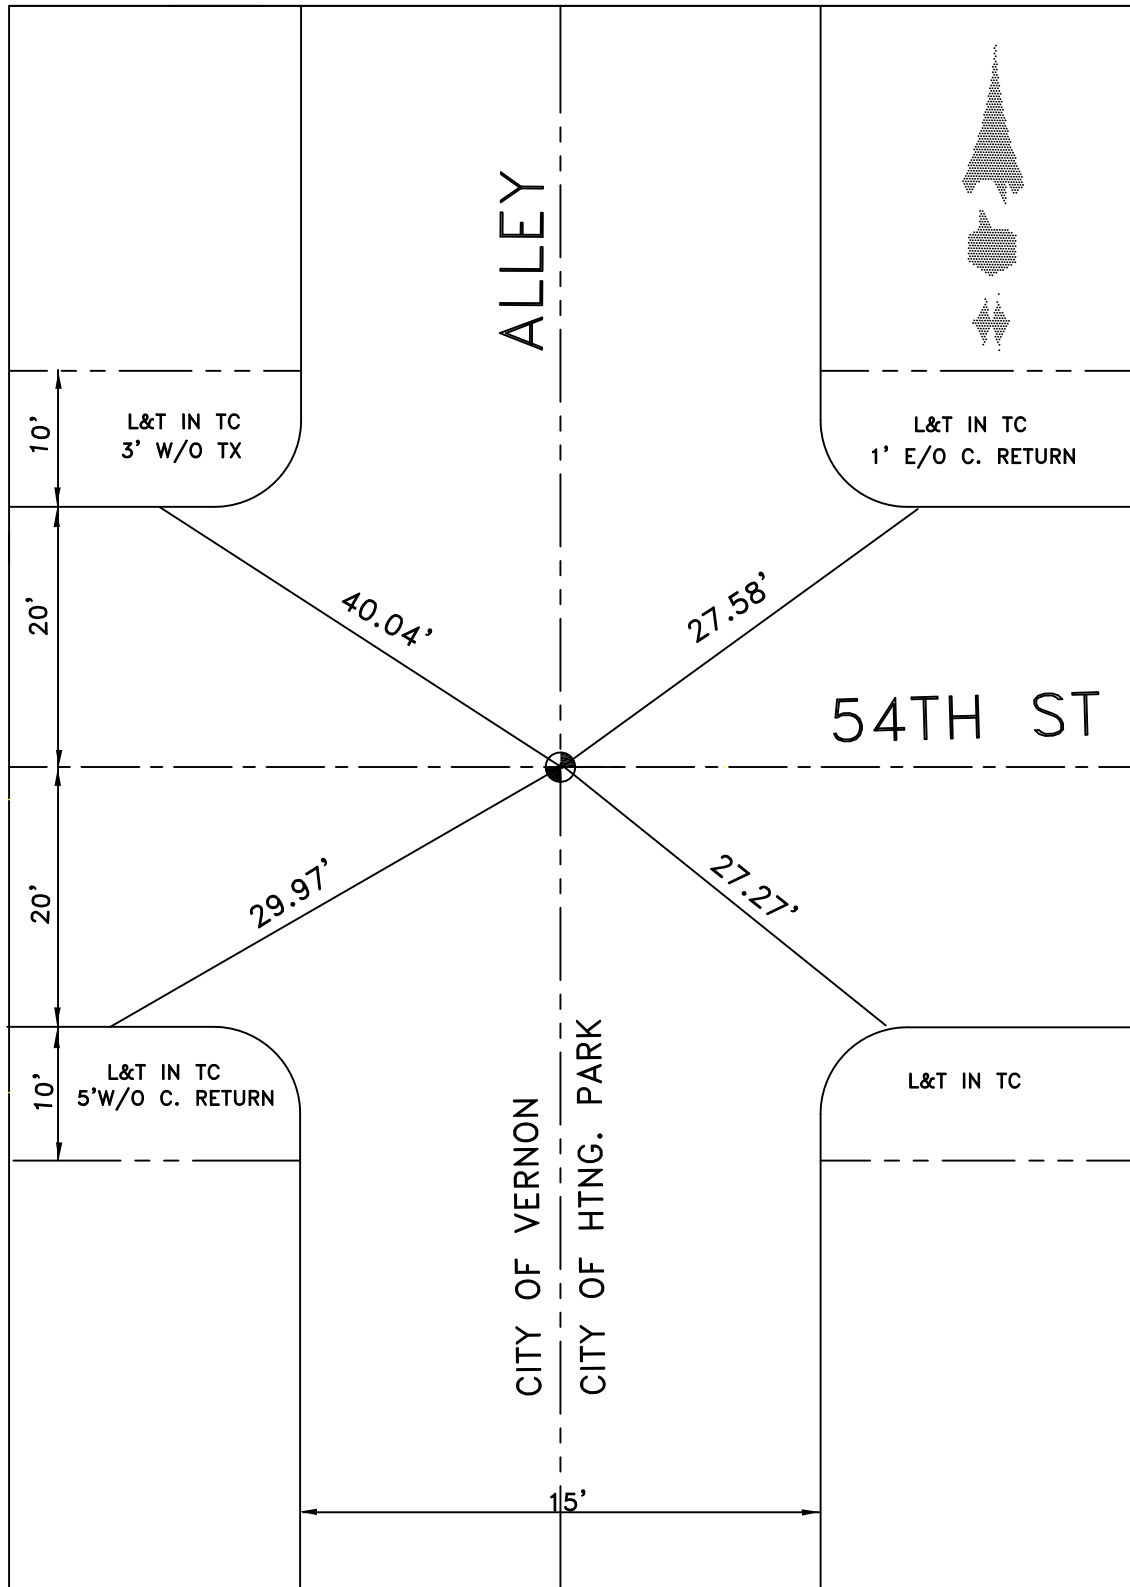 ALLEY
10'
L&T IN TC
3' W/O TX
L&T IN TC
1' E/O C. RETURN
20'
40.04'
27.58'
54TH ST
20'
29.97'
27.27'
10'
L&T IN TC
5'W/O C. RETURN
L&T IN TC
CITY OF VERNON
CITY OF HTNG. PARK
15'